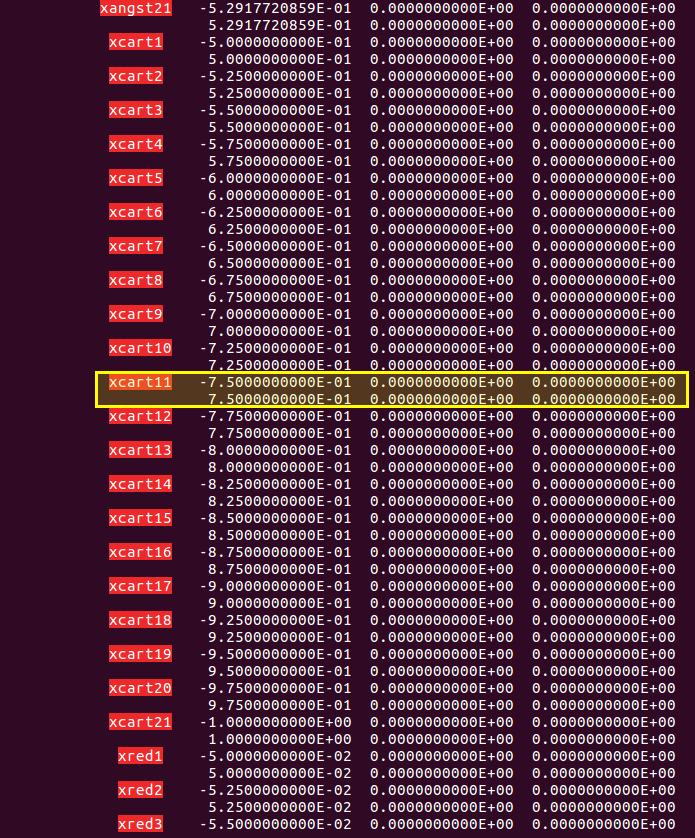 xangst21 -5.2917720859E-01 0.0000000000E+00 0.0000000000E+00
5.2917720859E-01 0.0000000000E+00 0.0000000000E+00
xcart1 -5.0000000000E-01 0.0000000000E+00 0.0000000000E+00
5.0000000000E-01 0.0000000000E+00 0.0000000000E+00
xcart2 -5.2500000000E-01 0.0000000000E+00 0.0000000000E+00
5.2500000000E-01 0.0000000000E+00 0.0000000000E+00
xcart3 -5.5000000000E-01 0.0000000000E+00 0.0000000000E+00
5.5000000000E-01 0.0000000000E+00 0.0000000000E+00
xcart4 -5.7500000000E-01 0.0000000000E+00 0.0000000000E+00
5.7500000000E-01 0.0000000000E+00 0.0000000000E+00
xcart5 -6.0000000000E-01 0.0000000000E+00 0.0000000000E+00
6.0000000000E-01 0.0000000000E+00 0.0000000000E+00
xcart6 -6.2500000000E-01 0.0000000000E+00 0.0000000000E+00
6.2500000000E-01 0.0000000000E+00 0.0000000000E+00
xcart7 -6.5000000000E-01 0.0000000000E+00 0.0000000000E+00
6.5000000000E-01 0.0000000000E+00 0.0000000000E+00
xcart8 -6.7500000000E-01 0.0000000000E+00 0.0000000000E+00
6.7500000000E-01 0.0000000000E+00 0.0000000000E+00
xcart9 -7.0000000000E-01 0.0000000000E+00 0.0000000000E+00
7.0000000000E-01 0.0000000000E+00 0.0000000000E+00
xcart10 -7.2500000000E-01 0.0000000000E+00 0.0000000000E+00
7.2500000000E-01 0.0000000000E+00 0.0000000000E+00
xcart11 -7.5000000000E-01 0.0000000000E+00 0.0000000000E+00
7.5000000000E-01 0.0000000000E+00 0.0000000000E+00
xcart12 -7.7500000000E-01 0.0000000000E+00 0.0000000000E+00
7.7500000000E-01 0.0000000000E+00 0.0000000000E+00
xcart13 -8.0000000000E-01 0.0000000000E+00 0.0000000000E+00
8.0000000000E-01 0.0000000000E+00 0.0000000000E+00
xcart14 -8.2500000000E-01 0.0000000000E+00 0.0000000000E+00
8.2500000000E-01 0.0000000000E+00 0.0000000000E+00
xcart15 -8.5000000000E-01 0.0000000000E+00 0.0000000000E+00
8.5000000000E-01 0.0000000000E+00 0.0000000000E+00
xcart16 -8.7500000000E-01 0.0000000000E+00 0.0000000000E+00
8.7500000000E-01 0.0000000000E+00 0.0000000000E+00
xcart17 -9.0000000000E-01 0.0000000000E+00 0.0000000000E+00
9.0000000000E-01 0.0000000000E+00 0.0000000000E+00
xcart18 -9.2500000000E-01 0.0000000000E+00 0.0000000000E+00
9.2500000000E-01 0.0000000000E+00 0.0000000000E+00
xcart19 -9.5000000000E-01 0.0000000000E+00 0.0000000000E+00
9.5000000000E-01 0.0000000000E+00 0.0000000000E+00
xcart20 -9.7500000000E-01 0.0000000000E+00 0.0000000000E+00
9.7500000000E-01 0.0000000000E+00 0.0000000000E+00
xcart21 -1.0000000000E+00 0.0000000000E+00 0.0000000000E+00
1.0000000000E+00 0.0000000000E+00 0.0000000000E+00
xred1 -5.0000000000E-02 0.0000000000E+00 0.0000000000E+00
5.0000000000E-02 0.0000000000E+00 0.0000000000E+00
xred2 -5.2500000000E-02 0.0000000000E+00 0.0000000000E+00
5.2500000000E-02 0.0000000000E+00 0.0000000000E+00
xred3 -5.5000000000E-02 0.0000000000E+00 0.0000000000E+00